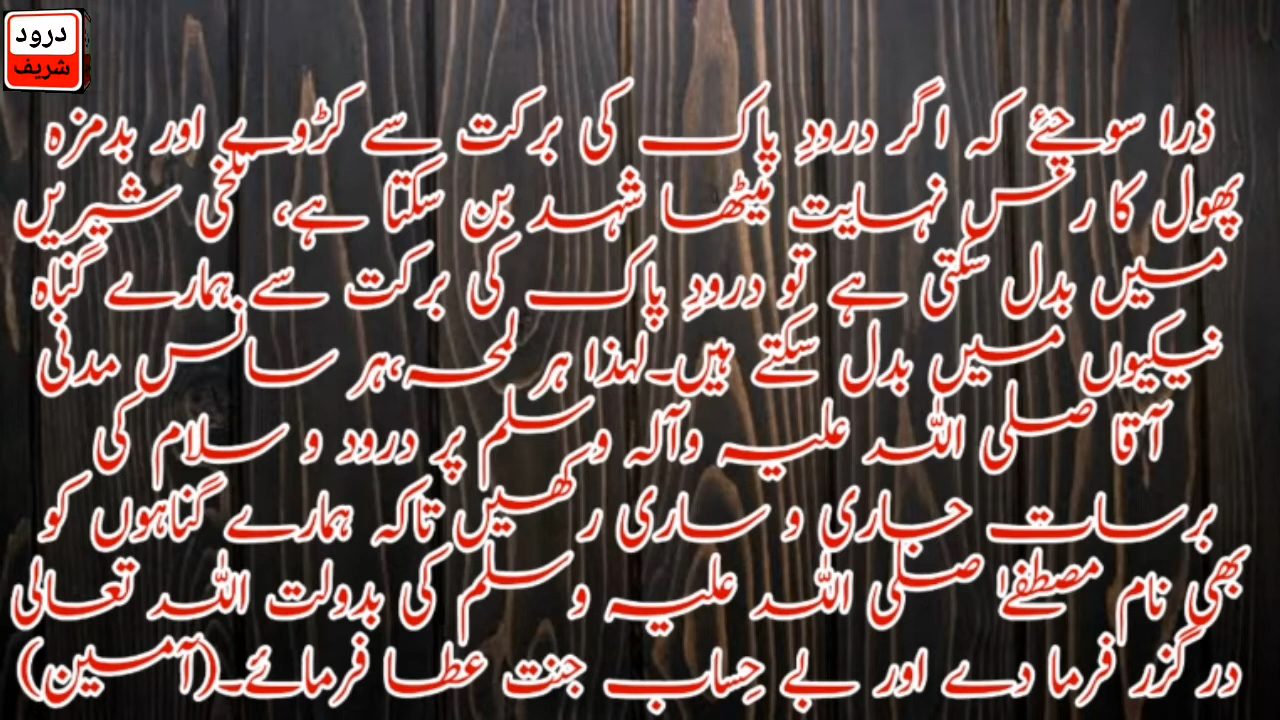 درود
شریف
ذرا سوچئے کہ اگر درودِ پاک کی برکت سے کڑوے اور بدمزہ
پھول کا رس نہایت میٹھا شہد بن سکتا ہے، تلخی شیریں
میں بدل سکتی ہے تو درودِ پاک کی برکت سے ہمارے گناہ
نیکیوں میں بدل سکتے ہیں۔لہذا ہر لمحہ،ہر سانس مدنی
آقا صلی اللہ علیہ وآلہ وسلم پر درود و سلام کی
برسات جاری و ساری رکھیں تاکہ ہمارے گناہوں کو
بھی نام مصطفےٰ صلی اللہ علیہ وسلم کی بدولت اللہ تعالی
درگزر فرما دے اور بے حِساب جنت عطا فرمائے۔(آمین)